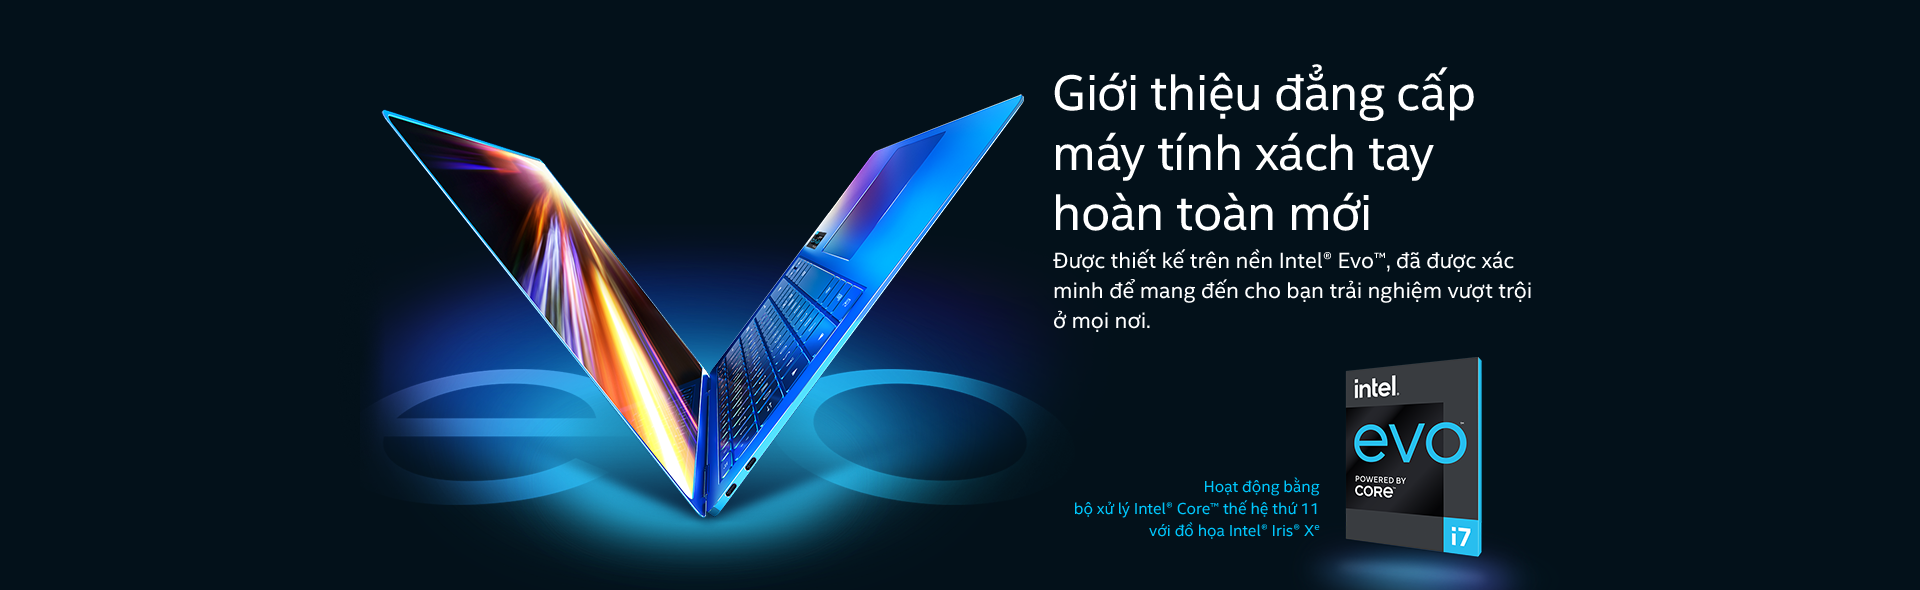 Giới thiệu đẳng cấp
máy tính xách tay
hoàn toàn mới
Được thiết kế trên nền Intel® Evo™, đã được xác
minh để mang đến cho bạn trải nghiệm vượt trội
ở mọi nơi.
Hoạt động bằng
bộ xử lý Intel® Core™ thế hệ thứ 11
với đồ họa Intel® Iris® Xᵉ
intel.
evo™
POWERED BY
CORE™
i7